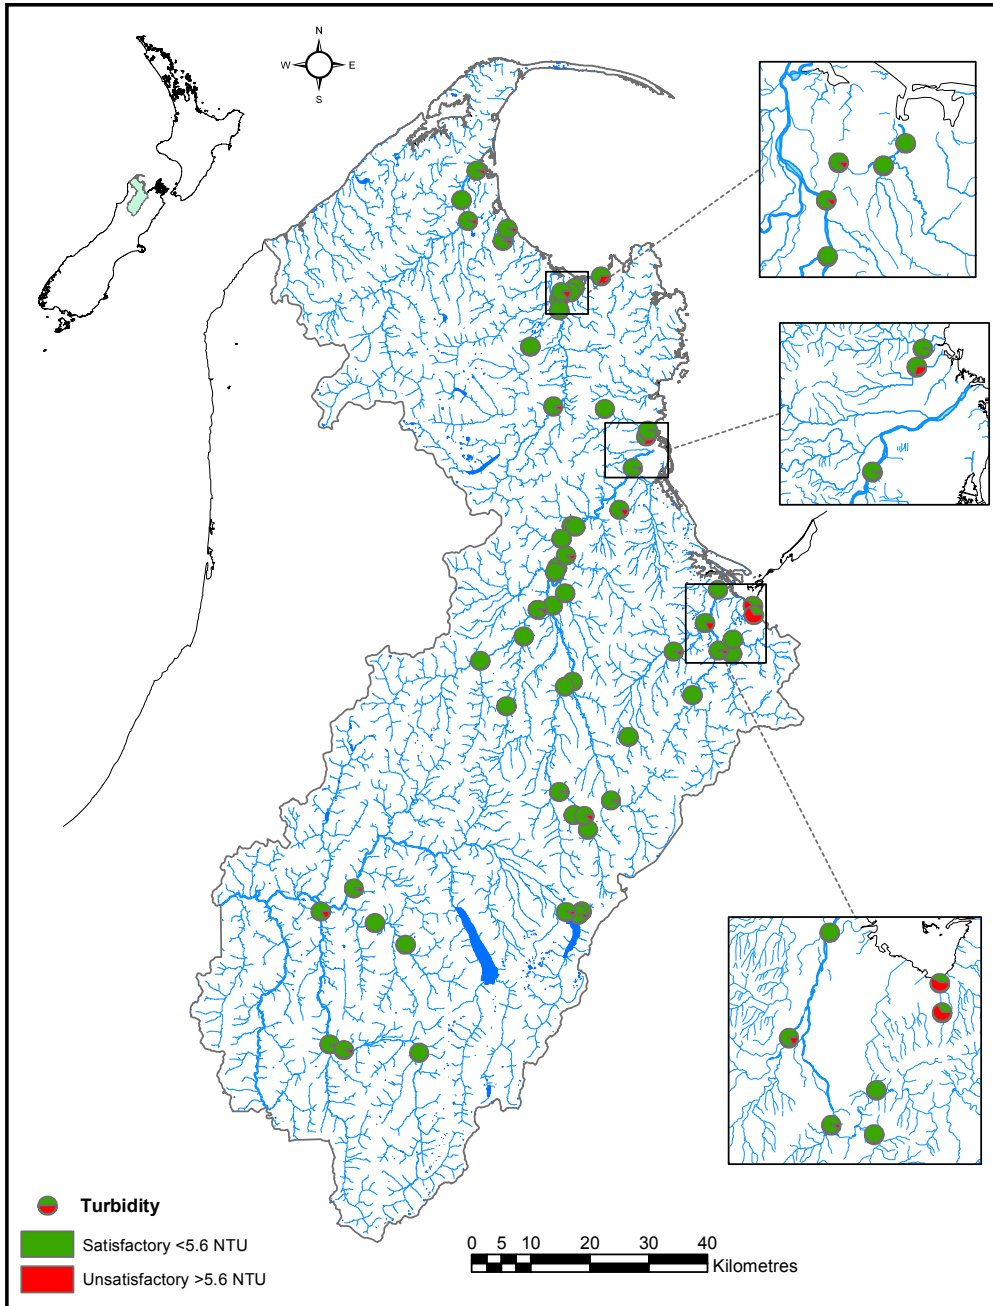 N
W E
S
Turbidity
Satisfactory <5.6 NTU
Unsatisfactory >5.6 NTU
0 5 10 20 30 40
Kilometres